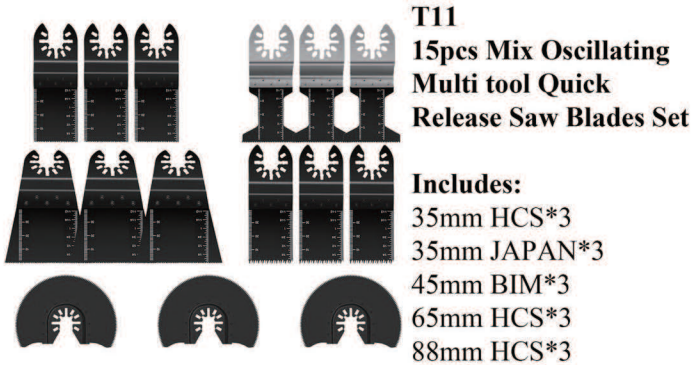 T11
15pcs Mix Oscillating
Multi tool Quick
Release Saw Blades Set
Includes:
35mm HCS*3
35mm JAPAN*3
45mm BIM*3
65mm HCS*3
88mm HCS*3